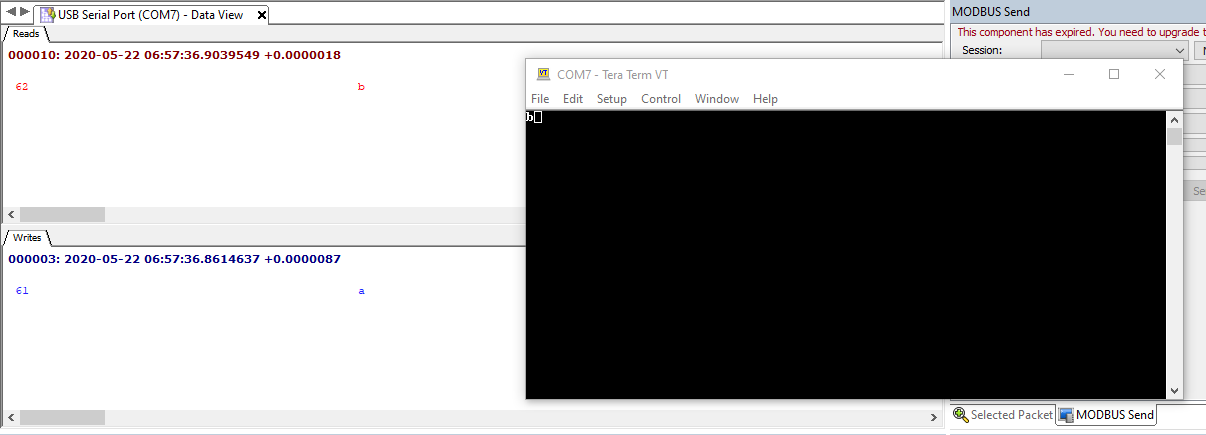 USB Serial Port (COM7) - Data View
Reads
000010: 2020-05-22 06:57:36.9039549 +0.0000018
62 b
Writes
000003: 2020-05-22 06:57:36.8614637 +0.0000087
61 a
COM7 - Tera Term VT
File Edit Setup Control Window Help
b
MODBUS Send
This component has expired. You need to upgrade t
Session:
Se
Selected Packet MODBUS Send